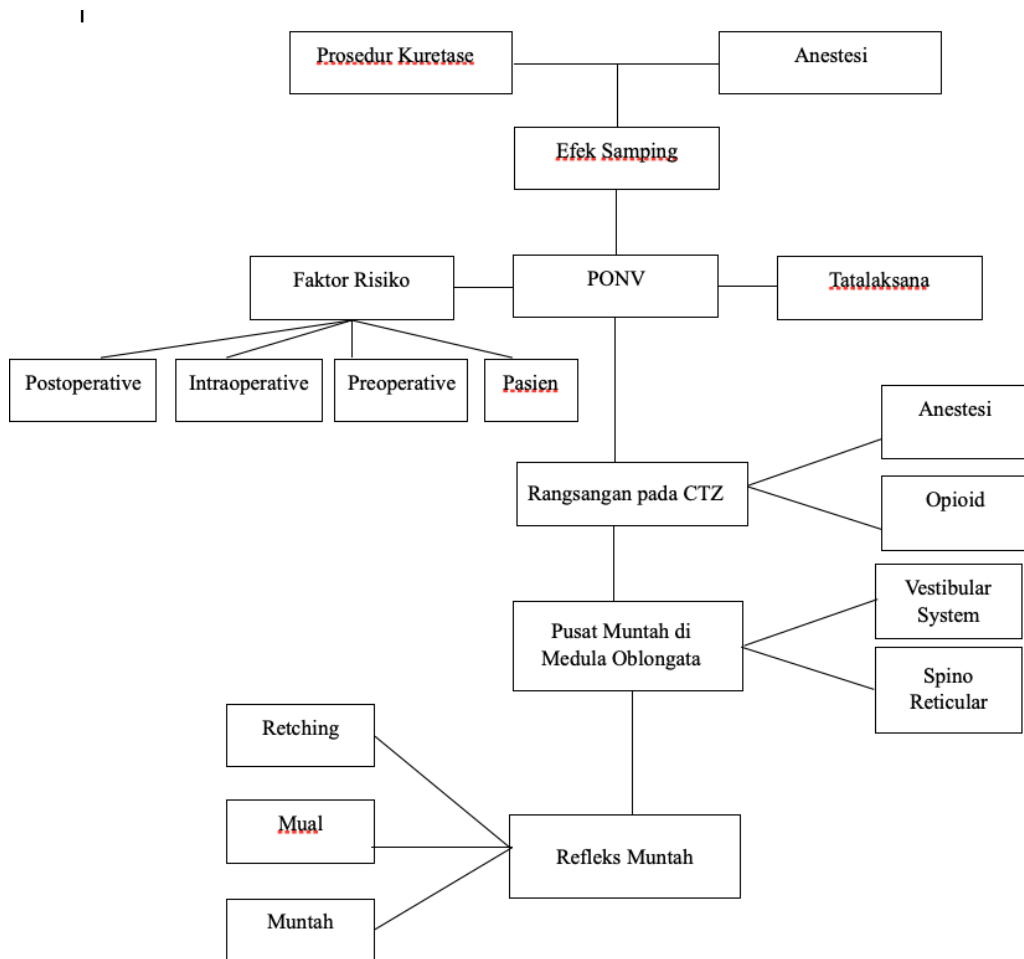 Prosedur Kuretase
Anestesi
Efek Samping
Faktor Risiko
PONV
Tatalaksana
Postoperative
Intraoperative
Preoperative
Pasien
Anestesi
Rangsangan pada CTZ
Opioid
Vestibular
System
Pusat Muntah di
Medula Oblongata
Spino
Reticular
Retching
Mual
Refleks Muntah
Muntah